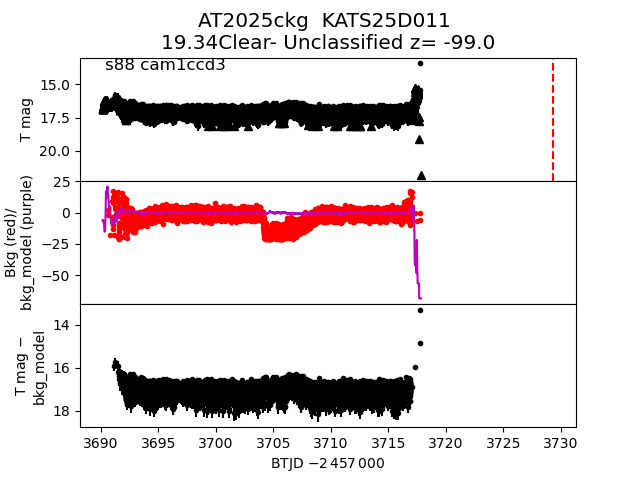 AT2025ckg  KATS25D011
19.34Clear- Unclassified z= -99.0
s88 cam1ccd3
15.0
17.5
20.0
T mag
25
0
−25
−50
Bkg (red)/
bkg_model (purple)
14
16
18
T mag −
bkg_model
3690 3695 3700 3705 3710 3715 3720 3725 3730
BTJD −2 457 000